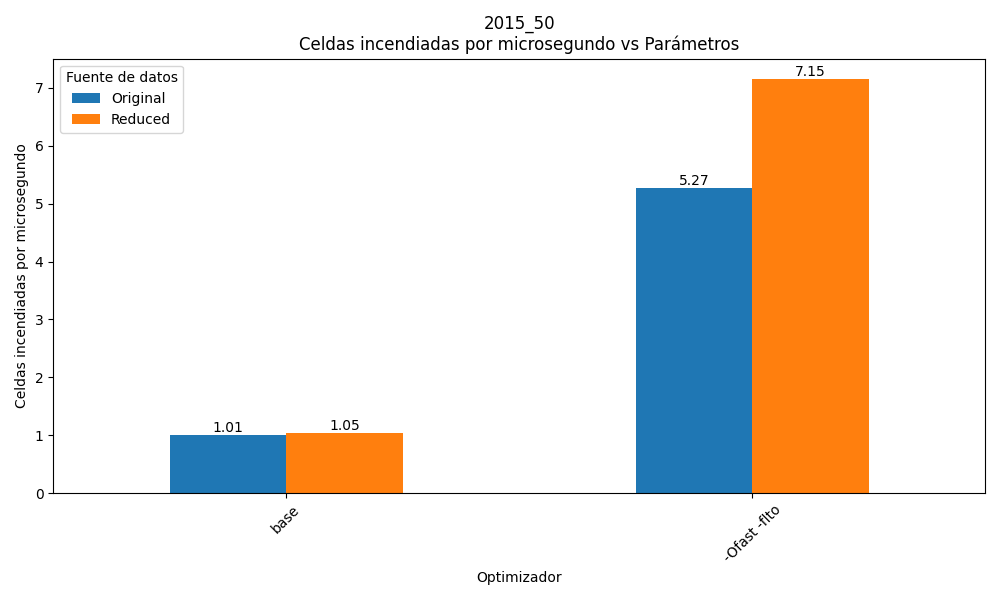 2015_50
Celdas incendiadas por microsegundo vs Parámetros
Fuente de datos
Original
Reduced
Celdas incendiadas por microsegundo
7
6
5
4
3
2
1
0
1.01
1.05
5.27
7.15
base
-Ofast -flto
Optimizador